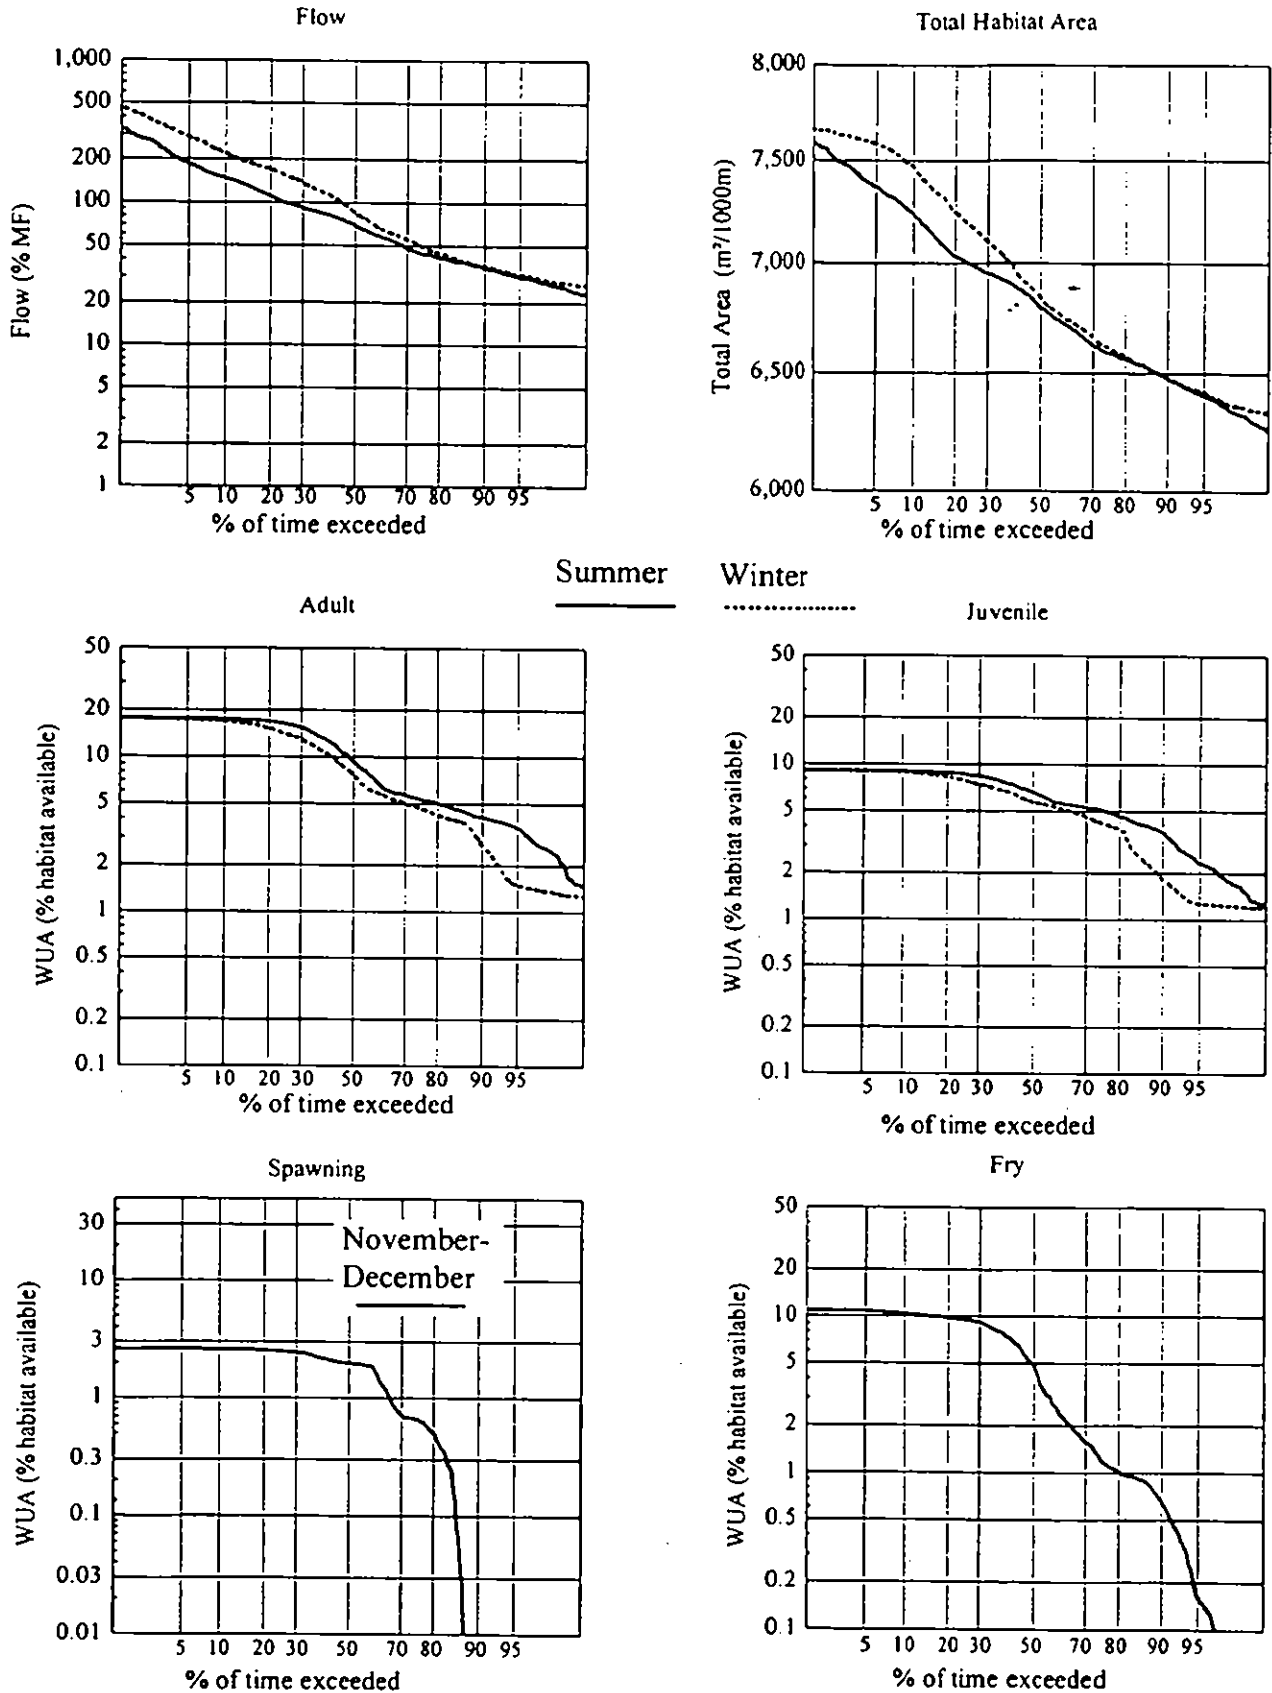 Flow
1,000
500
200
100
50
20
10
5
2
1
Flow (% MF)
5 10 20 30 50 70 80 90 95
% of time exceeded
Total Habitat Area
8,000
7,500
7,000
6,500
6,000
Total Area (m²/1000m)
5 10 20 30 50 70 80 90 95
% of time exceeded
Summer Winter
Adult
50
20
10
5
2
1
0.5
0.2
0.1
WUA (% habitat available)
5 10 20 30 50 70 80 90 95
% of time exceeded
Juvenile
50
20
10
5
2
1
0.5
0.2
0.1
WUA (% habitat available)
5 10 20 30 50 70 80 90 95
% of time exceeded
Spawning
November-
December
30
10
3
1
0.3
0.1
0.03
0.01
WUA (% habitat available)
5 10 20 30 50 70 80 90 95
% of time exceeded
Fry
50
20
10
5
2
1
0.5
0.2
0.1
WUA (% habitat available)
5 10 20 30 50 70 80 90 95
% of time exceeded